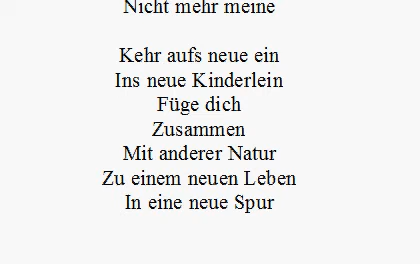 Nicht mehr meine
Kehr aufs neue ein
Ins neue Kinderlein
Füge dich
Zusammen
Mit anderer Natur
Zu einem neuen Leben
In eine neue Spur